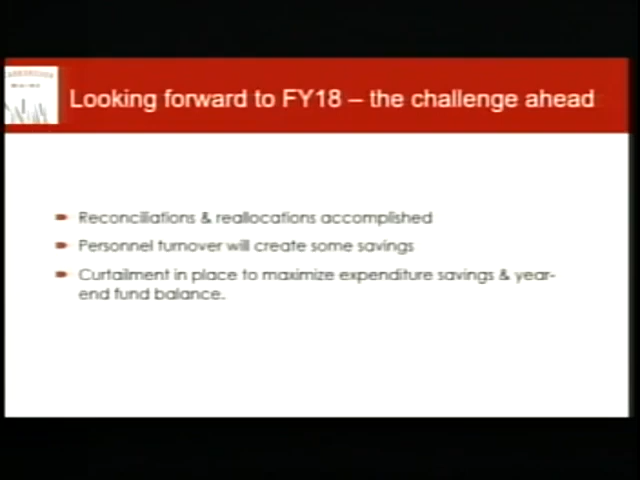 Looking forward to FY18 – the challenge ahead
Reconciliations & reallocations accomplished
Personnel turnover will create some savings
Curtailment in place to maximize expenditure savings & year-
end fund balance.